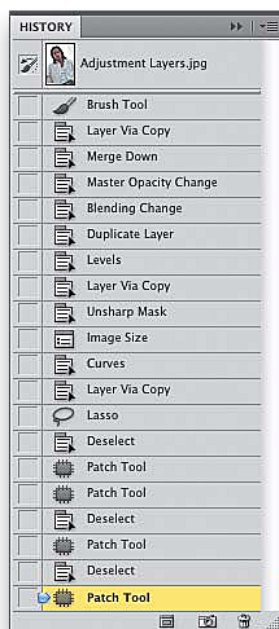 HISTORY
Adjustment Layers.jpg
Brush Tool
Layer Via Copy
Merge Down
Master Opacity Change
Blending Change
Duplicate Layer
Levels
Layer Via Copy
Unsharp Mask
Image Size
Curves
Layer Via Copy
Lasso
Deselect
Patch Tool
Patch Tool
Deselect
Patch Tool
Deselect
Patch Tool